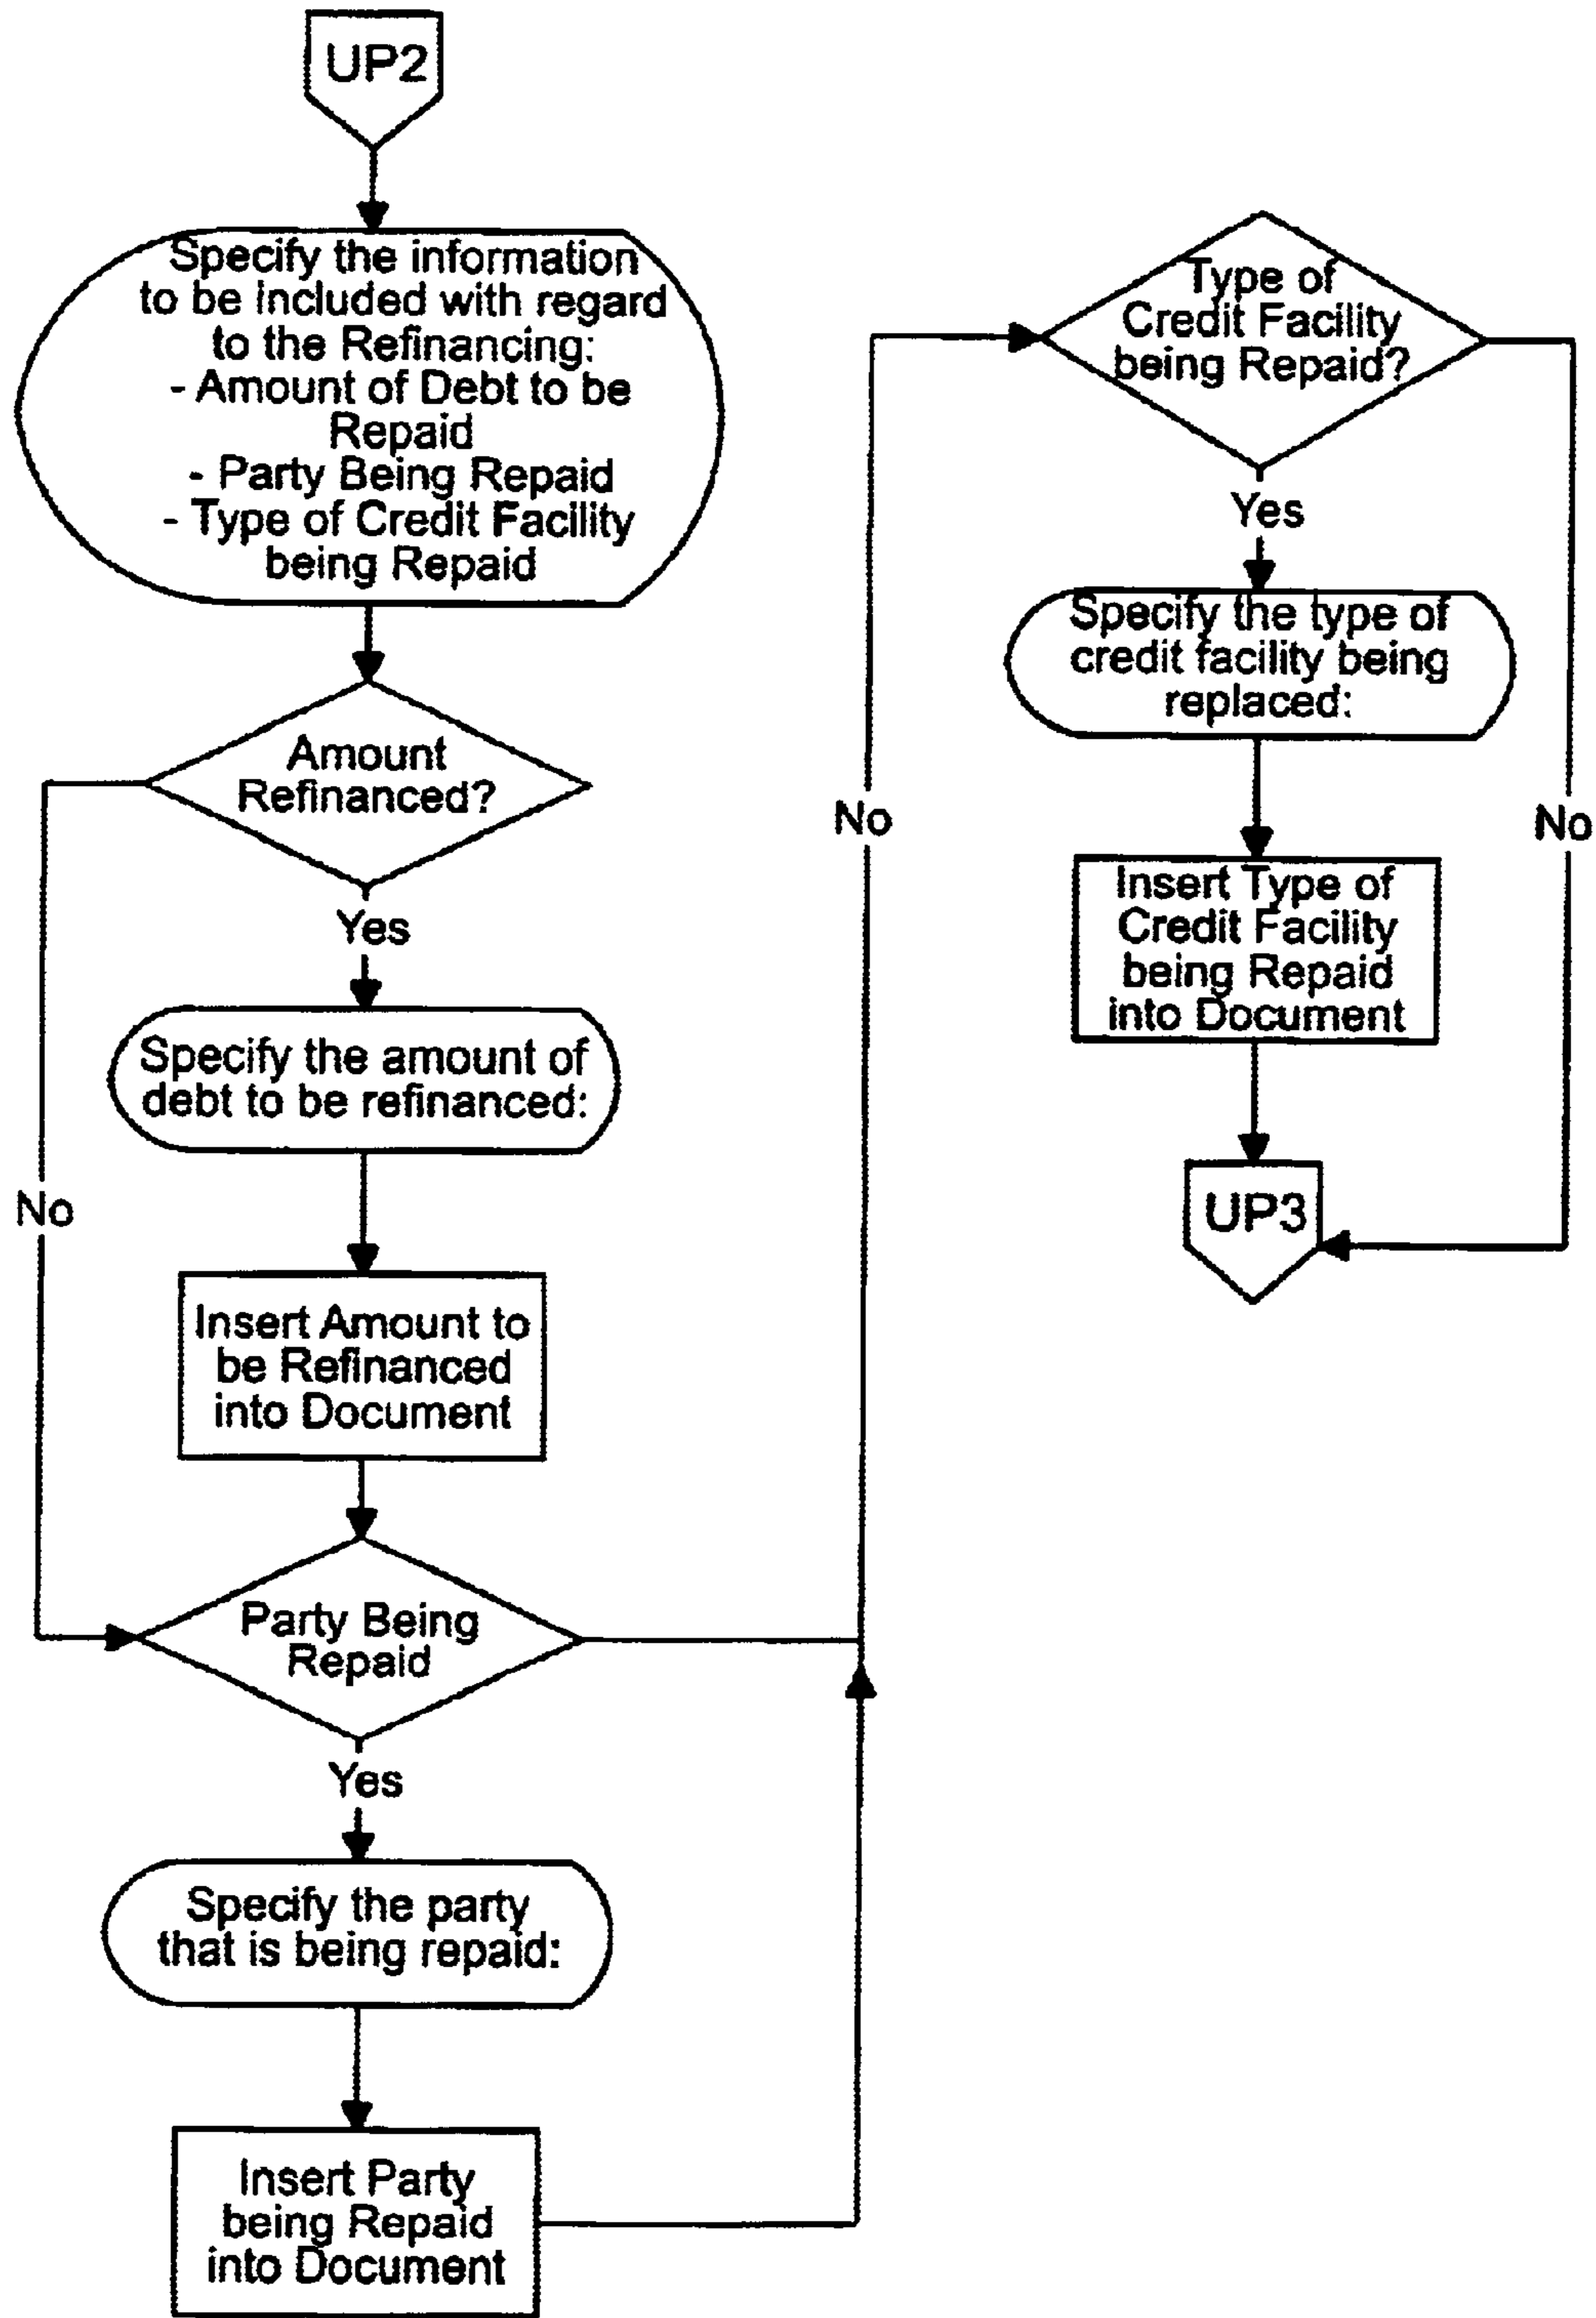 UP2
Specify the information
to be included with regard
to the Refinancing:
- Amount of Debt to be
Repaid
- Party Being Repaid
- Type of Credit Facility
being Repaid
Amount
Refinanced?
Yes
No
Specify the amount of
debt to be refinanced:
Insert Amount to
be Refinanced
into Document
Party Being
Repaid
Yes
No
Specify the party
that is being repaid:
Insert Party
being Repaid
into Document
Type of
Credit Facility
being Repaid?
Yes
No
Specify the type of
credit facility being
replaced:
Insert Type of
Credit Facility
being Repaid
into Document
UP3